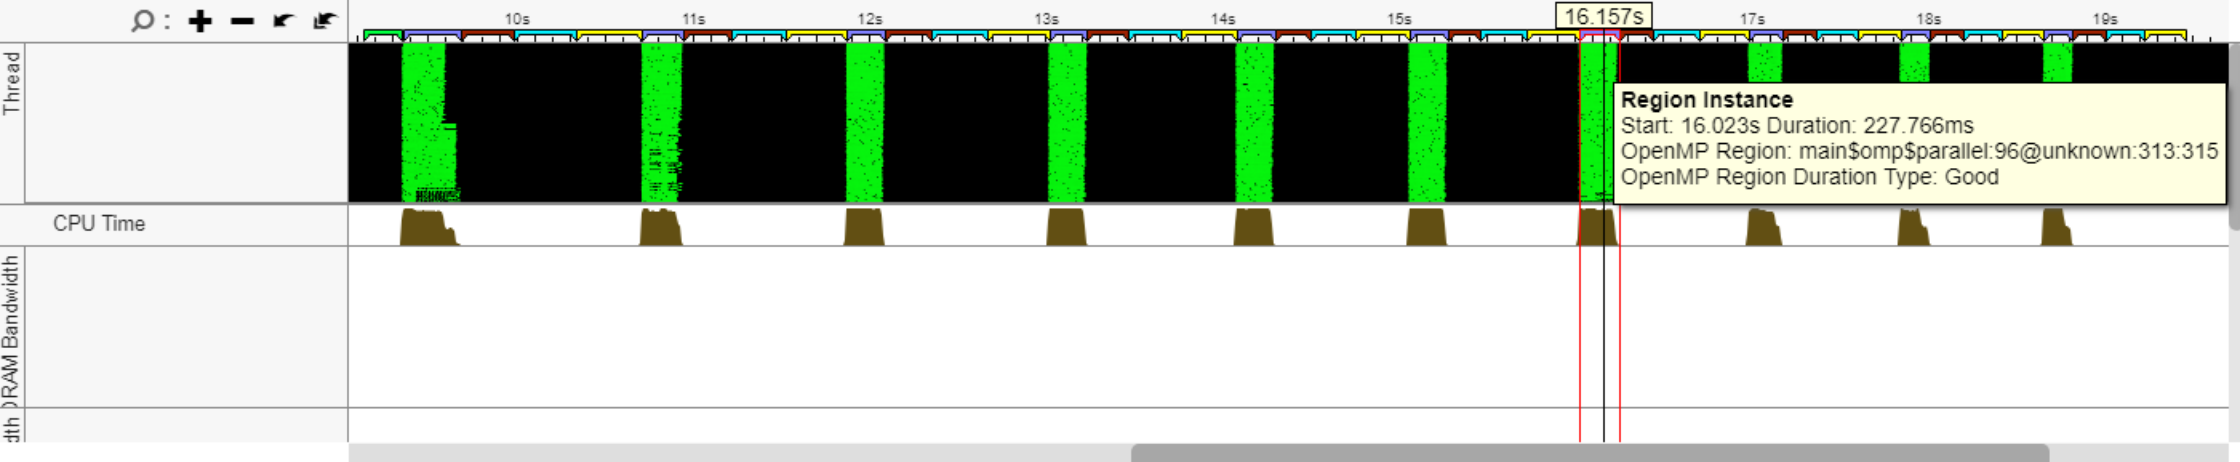 10s 11s 12s 13s 14s 15s 16.157s 17s 18s 19s
Thread
Region Instance
Start: 16.023s Duration: 227.766ms
OpenMP Region: main$omp$parallel:96@unknown:313:315
OpenMP Region Duration Type: Good
CPU Time
DRAM Bandwidth
dth